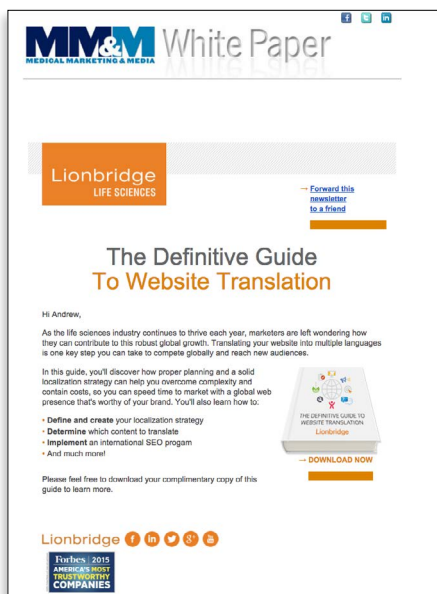 MM&M White Paper
MEDICAL MARKETING & MEDIA
Lionbridge
LIFE SCIENCES
→ Forward this
newsletter
to a friend
The Definitive Guide
To Website Translation
Hi Andrew,
As the life sciences industry continues to thrive each year, marketers are left wondering how
they can contribute to this robust global growth. Translating your website into multiple languages
is one key step you can take to compete globally and reach new audiences.
In this guide, you'll discover how proper planning and a solid
localization strategy can help you overcome complexity and
contain costs, so you can speed time to market with a global web
presence that's worthy of your brand. You'll also learn how to:
• Define and create your localization strategy
• Determine which content to translate
• Implement an international SEO progam
• And much more!
THE DEFINITIVE GUIDE TO
WEBSITE TRANSLATION
Lionbridge
→ DOWNLOAD NOW
Please feel free to download your complimentary copy of this
guide to learn more.
Lionbridge
Forbes 2015
AMERICA'S MOST
TRUSTWORTHY
COMPANIES